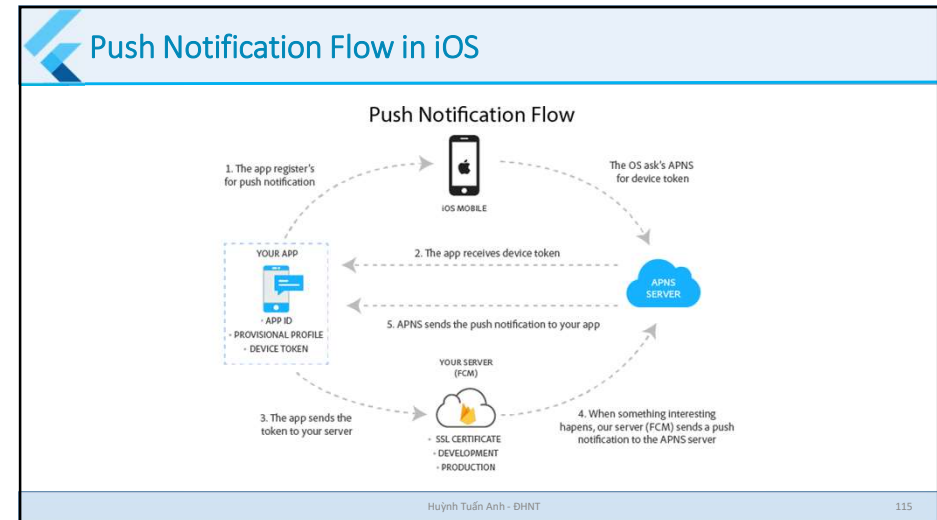 Push Notification Flow in iOS
Push Notification Flow
1. The app register's
for push notification
iOS MOBILE
The OS ask's APNS
for device token
YOUR APP
- APP ID
- PROVISIONAL PROFILE
- DEVICE TOKEN
2. The app receives device token
APNS
SERVER
5. APNS sends the push notification to your app
YOUR SERVER
(FCM)
3. The app sends the
token to your server
- SSL CERTIFICATE
- DEVELOPMENT
- PRODUCTION
4. When something interesting
hapens, our server (FCM) sends a push
notification to the APNS server
Huỳnh Tuấn Anh - ĐHNT
115